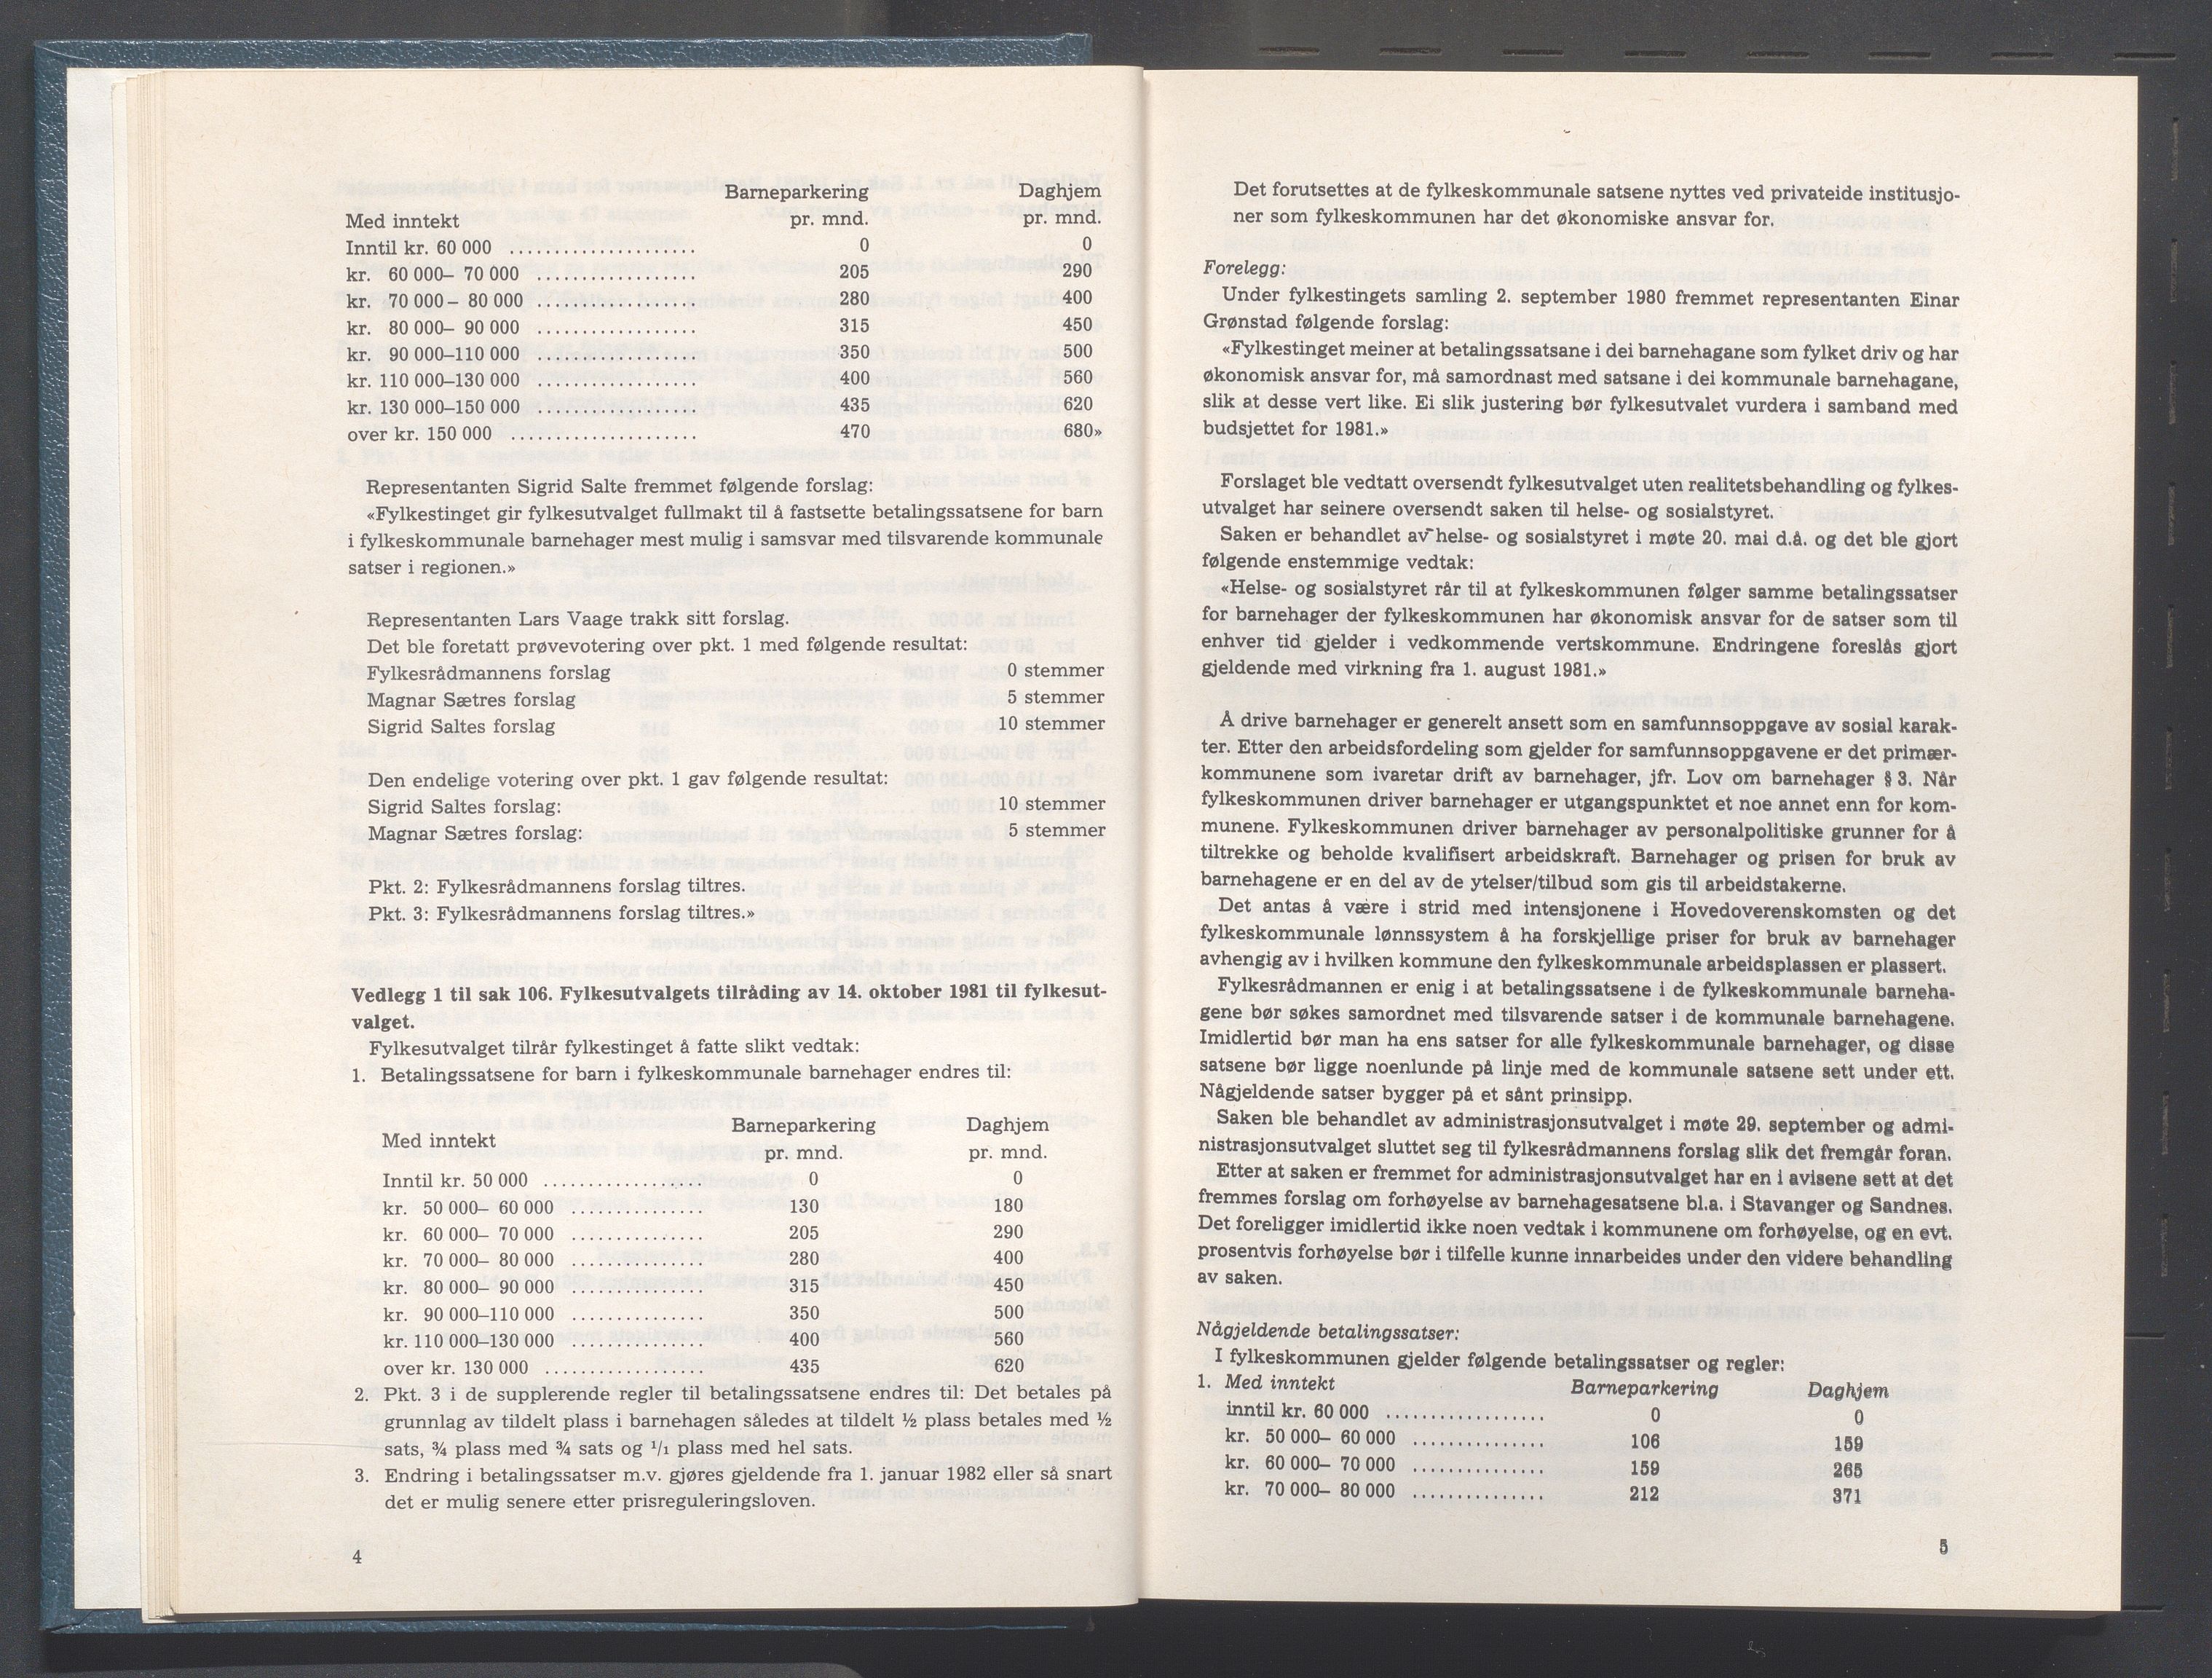 Barneparkering Daghjem
Med inntekt pr. mnd. pr. mnd.
Inntil kr. 60 000 ..................... 0 0
kr. 60 000– 70 000 .................. 205 290
kr. 70 000 – 80 000 .................. 280 400
kr. 80 000– 90 000 .................. 315 450
kr. 90 000–110 000 .................. 350 500
kr. 110 000–130 000 .................. 400 560
kr. 130 000–150 000 .................. 435 620
over kr. 150 000 ..................... 470 680»
Representanten Sigrid Salte fremmet følgende forslag:
«Fylkestinget gir fylkesutvalget fullmakt til å fastsette betalingssatsene for barn
i fylkeskommunale barnehager mest mulig i samsvar med tilsvarende kommunale
satser i regionen.»
Representanten Lars Vaage trakk sitt forslag.
Det ble foretatt prøvevotering over pkt. 1 med følgende resultat:
Fylkesrådmannens forslag 0 stemmer
Magnar Sætres forslag 5 stemmer
Sigrid Saltes forslag 10 stemmer
Den endelige votering over pkt. 1 gav følgende resultat:
Sigrid Saltes forslag: 10 stemmer
Magnar Sætres forslag: 5 stemmer
Pkt. 2: Fylkesrådmannens forslag tiltres.
Pkt. 3: Fylkesrådmannens forslag tiltres.»
Vedlegg 1 til sak 106. Fylkesutvalgets tilråding av 14. oktober 1981 til fylkesut-
valget.
Fylkesutvalget tilrår fylkestinget å fatte slikt vedtak:
1. Betalingssatsene for barn i fylkeskommunale barnehager endres til:
Barneparkering Daghjem
Med inntekt pr. mnd. pr. mnd.
Inntil kr. 50 000 .................. 0 0
kr. 50 000– 60 000 ............... 130 180
kr. 60 000– 70 000 ............... 205 290
kr. 70 000– 80 000 ............... 280 400
kr. 80 000– 90 000 ............... 315 450
kr. 90 000–110 000 ............... 350 500
kr. 110 000–130 000 ............... 400 560
over kr. 130 000 .................. 435 620
2. Pkt. 3 i de supplerende regler til betalingssatsene endres til: Det betales på
grunnlag av tildelt plass i barnehagen således at tildelt ½ plass betales med ½
sats, ¾ plass med ¾ sats og 1/1 plass med hel sats.
3. Endring i betalingssatser m.v. gjøres gjeldende fra 1. januar 1982 eller så snart
det er mulig senere etter prisreguleringsloven.
4
Det forutsettes at de fylkeskommunale satsene nyttes ved privateide institusjo-
ner som fylkeskommunen har det økonomiske ansvar for.
Forelegg:
Under fylkestingets samling 2. september 1980 fremmet representanten Einar
Grønstad følgende forslag:
«Fylkestinget meiner at betalingssatsane i dei barnehagane som fylket driv og har
økonomisk ansvar for, må samordnast med satsane i dei kommunale barnehagane,
slik at desse vert like. Ei slik justering bør fylkesutvalet vurdera i samband med
budsjettet for 1981.»
Forslaget ble vedtatt oversendt fylkesutvalget uten realitetsbehandling og fylkes-
utvalget har seinere oversendt saken til helse- og sosialstyret.
Saken er behandlet av helse- og sosialstyret i møte 20. mai d.å. og det ble gjort
følgende enstemmige vedtak:
«Helse- og sosialstyret rår til at fylkeskommunen følger samme betalingssatser
for barnehager der fylkeskommunen har økonomisk ansvar for de satser som til
enhver tid gjelder i vedkommende vertskommune. Endringene foreslås gjort
gjeldende med virkning fra 1. august 1981.»
Å drive barnehager er generelt ansett som en samfunnsoppgave av sosial karak-
ter. Etter den arbeidsfordeling som gjelder for samfunnsoppgavene er det primær-
kommunene som ivaretar drift av barnehager, jfr. Lov om barnehager § 3. Når
fylkeskommunen driver barnehager er utgangspunktet et noe annet enn for kom-
munene. Fylkeskommunen driver barnehager av personalpolitiske grunner for å
tiltrekke og beholde kvalifisert arbeidskraft. Barnehager og prisen for bruk av
barnehagene er en del av de ytelser/tilbud som gis til arbeidstakerne.
Det antas å være i strid med intensjonene i Hovedoverenskomsten og det
fylkeskommunale lønnssystem å ha forskjellige priser for bruk av barnehager
avhengig av i hvilken kommune den fylkeskommunale arbeidsplassen er plassert.
Fylkesrådmannen er enig i at betalingssatsene i de fylkeskommunale barneha-
gene bør søkes samordnet med tilsvarende satser i de kommunale barnehagene.
Imidlertid bør man ha ens satser for alle fylkeskommunale barnehager, og disse
satsene bør ligge noenlunde på linje med de kommunale satsene sett under ett.
Någjeldende satser bygger på et sånt prinsipp.
Saken ble behandlet av administrasjonsutvalget i møte 29. september og admi-
nistrasjonsutvalget sluttet seg til fylkesrådmannens forslag slik det fremgår foran.
Etter at saken er fremmet for administrasjonsutvalget har en i avisene sett at det
fremmes forslag om forhøyelse av barnehagesatsene bl.a. i Stavanger og Sandnes.
Det foreligger imidlertid ikke noen vedtak i kommunene om forhøyelse, og en evt.
prosentvis forhøyelse bør i tilfelle kunne innarbeides under den videre behandling
av saken.
Någjeldende betalingssatser:
I fylkeskommunen gjelder følgende betalingssatser og regler:
1. Med inntekt Barneparkering Daghjem
inntil kr. 60 000 .................. 0 0
kr. 50 000– 60 000 ............... 106 159
kr. 60 000– 70 000 ............... 159 265
kr. 70 000– 80 000 ............... 212 371
5